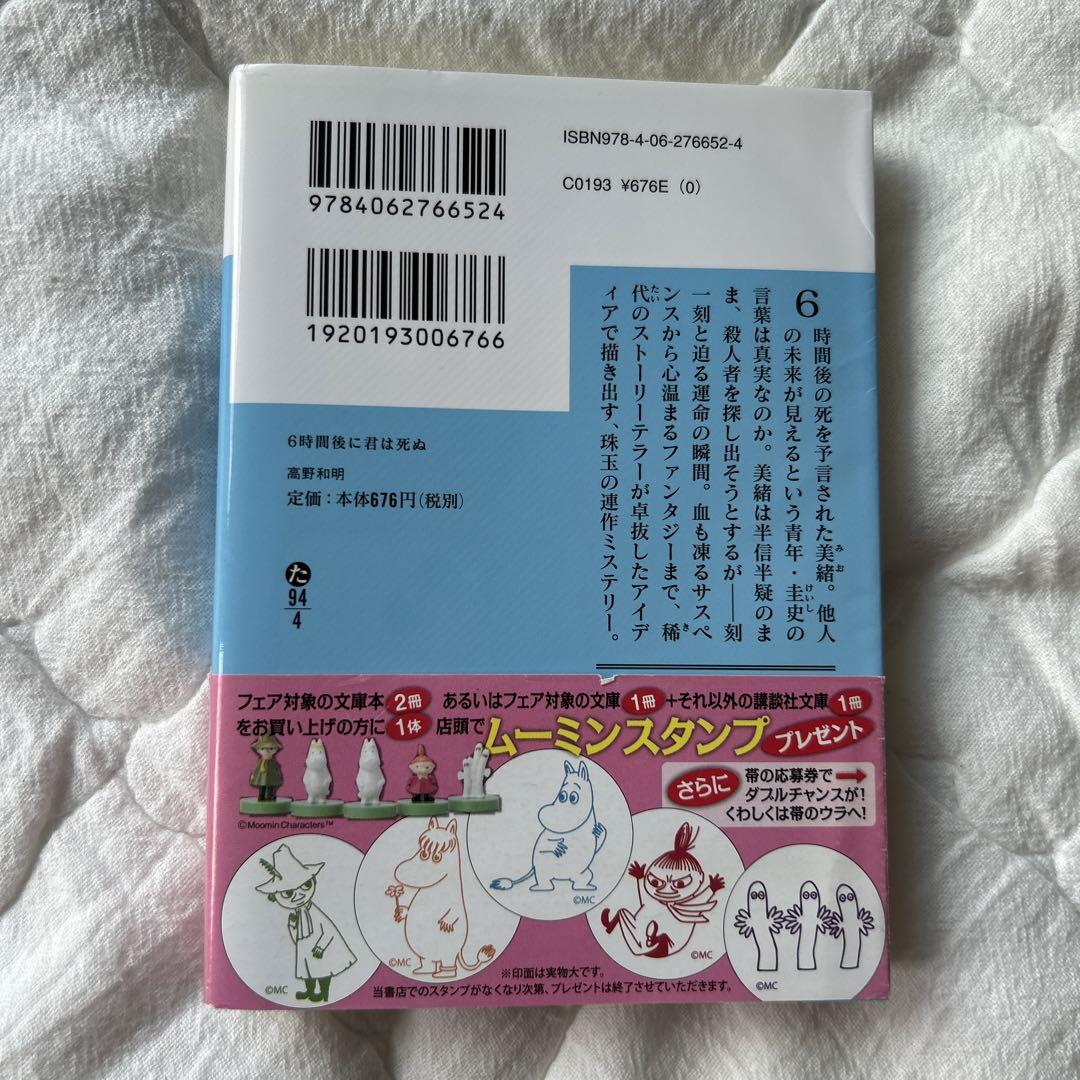 9784062766524
ISBN978-4-06-276652-4
C0193 ¥676E (0)
1920193006766
6時間後の死を予言された美緒。他人
の未来が見えるという青年・圭史の
言葉は真実なのか。美緒は半信半疑のま
ま、殺人者を探し出そうとするが――刻
一刻と迫る運命の瞬間。血も凍るサスペ
ンスから心温まるファンタジーまで、稀
代のストーリーテラーが卓抜したアイデ
ィアで描き出す、珠玉の連作ミステリー。
みお
けいし
き
たい
6時間後に君は死ぬ
高野和明
定価：本体676円（税別）
た
94
4
フェア対象の文庫本2冊 あるいはフェア対象の文庫1冊+それ以外の講談社文庫1冊
をお買い上げの方に1体 店頭でムーミンスタンププレゼント
さらに 帯の応募券で
ダブルチャンスが!
くわしくは帯のウラへ!
©Moomin Characters™
©MC
©MC
©MC
©MC
©MC
※印面は実物大です。
当書店でのスタンプがなくなり次第、プレゼントは終了させていただきます。